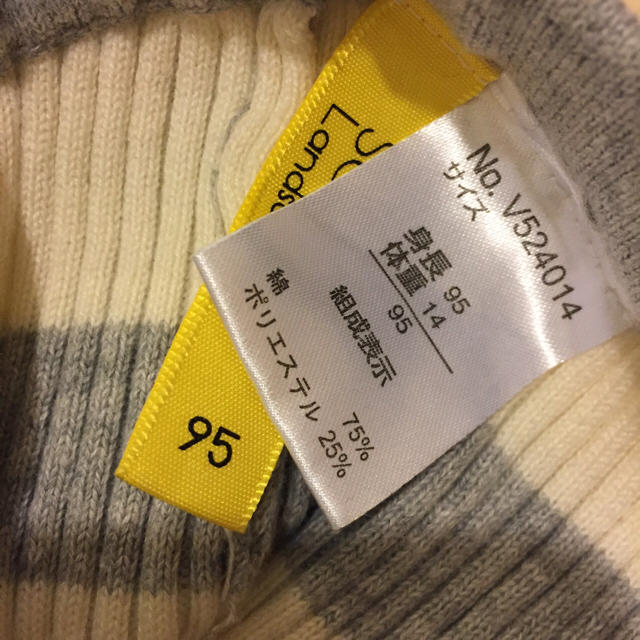 Lands
95
No. V524014
サイズ
身長 95
体重 14
95
組成表示
綿 75%
ポリエステル 25%